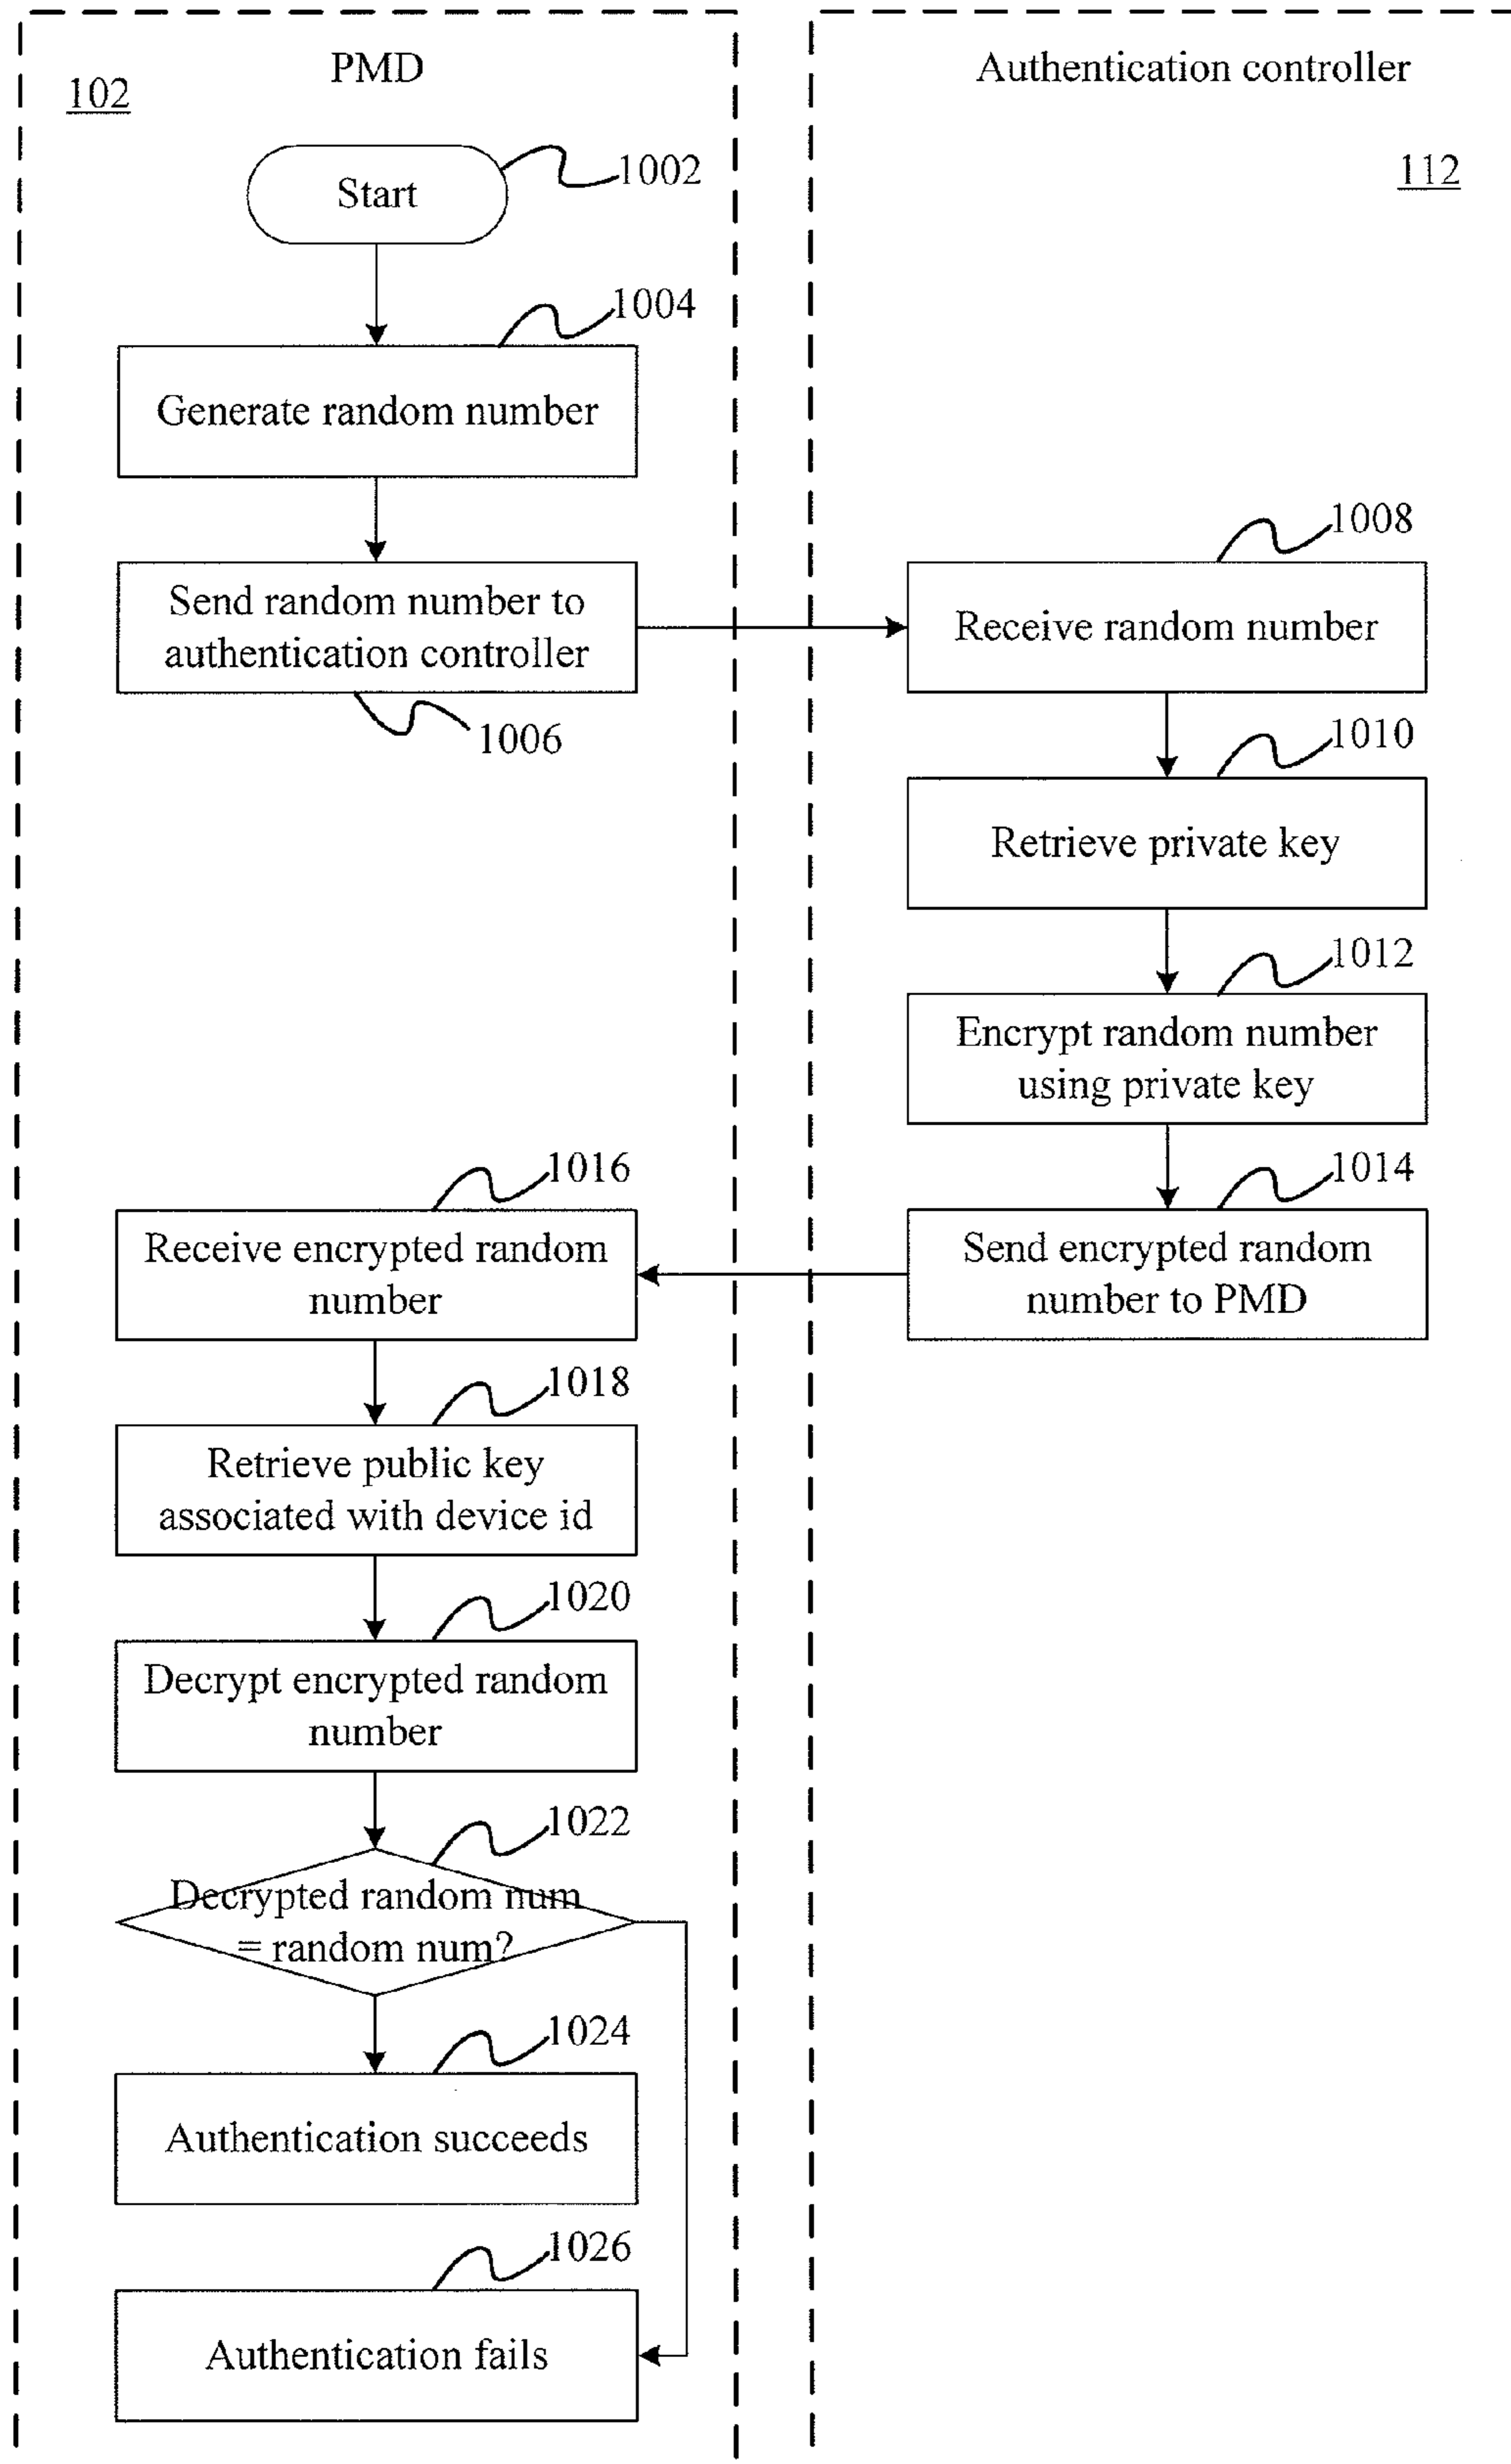 PMD
102
Authentication controller
112
Start
1002
1004
Generate random number
Send random number to
authentication controller
1006
1008
Receive random number
1010
Retrieve private key
1012
Encrypt random number
using private key
1014
Send encrypted random
number to PMD
1016
Receive encrypted random
number
1018
Retrieve public key
associated with device id
1020
Decrypt encrypted random
number
1022
Decrypted random num
= random num?
1024
Authentication succeeds
1026
Authentication fails